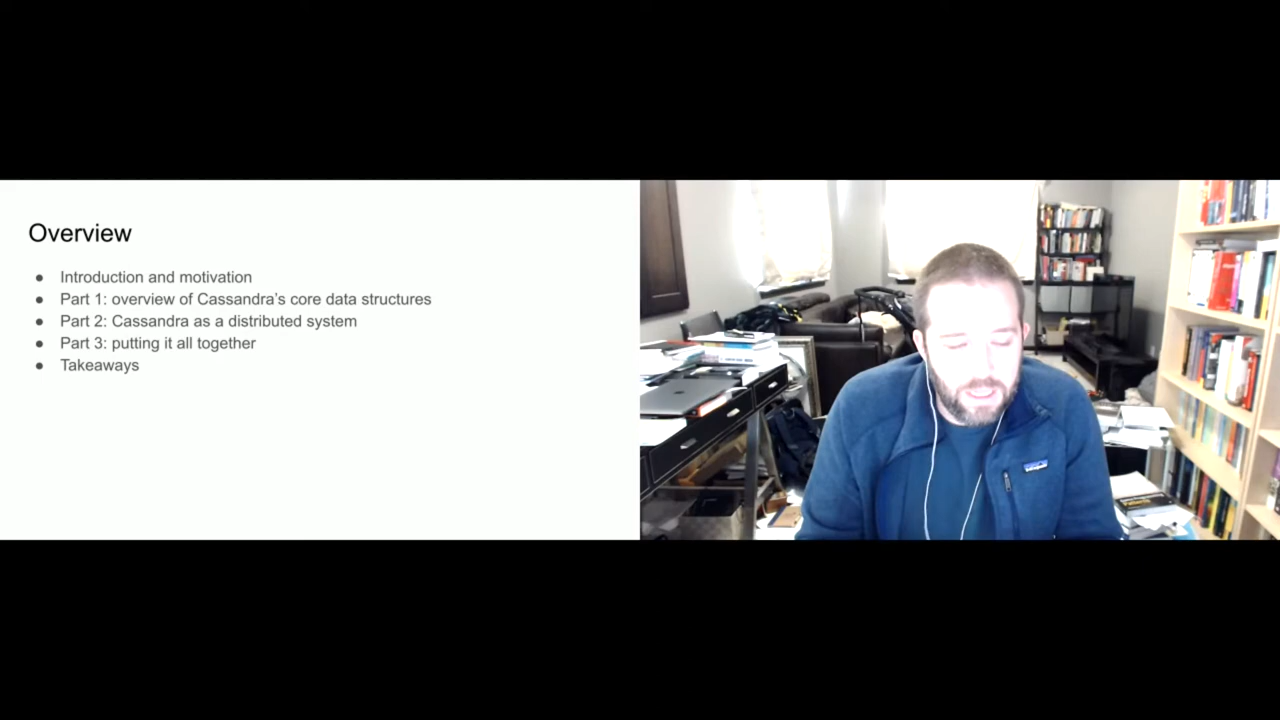 Overview
● Introduction and motivation
● Part 1: overview of Cassandra’s core data structures
● Part 2: Cassandra as a distributed system
● Part 3: putting it all together
● Takeaways
patagonia